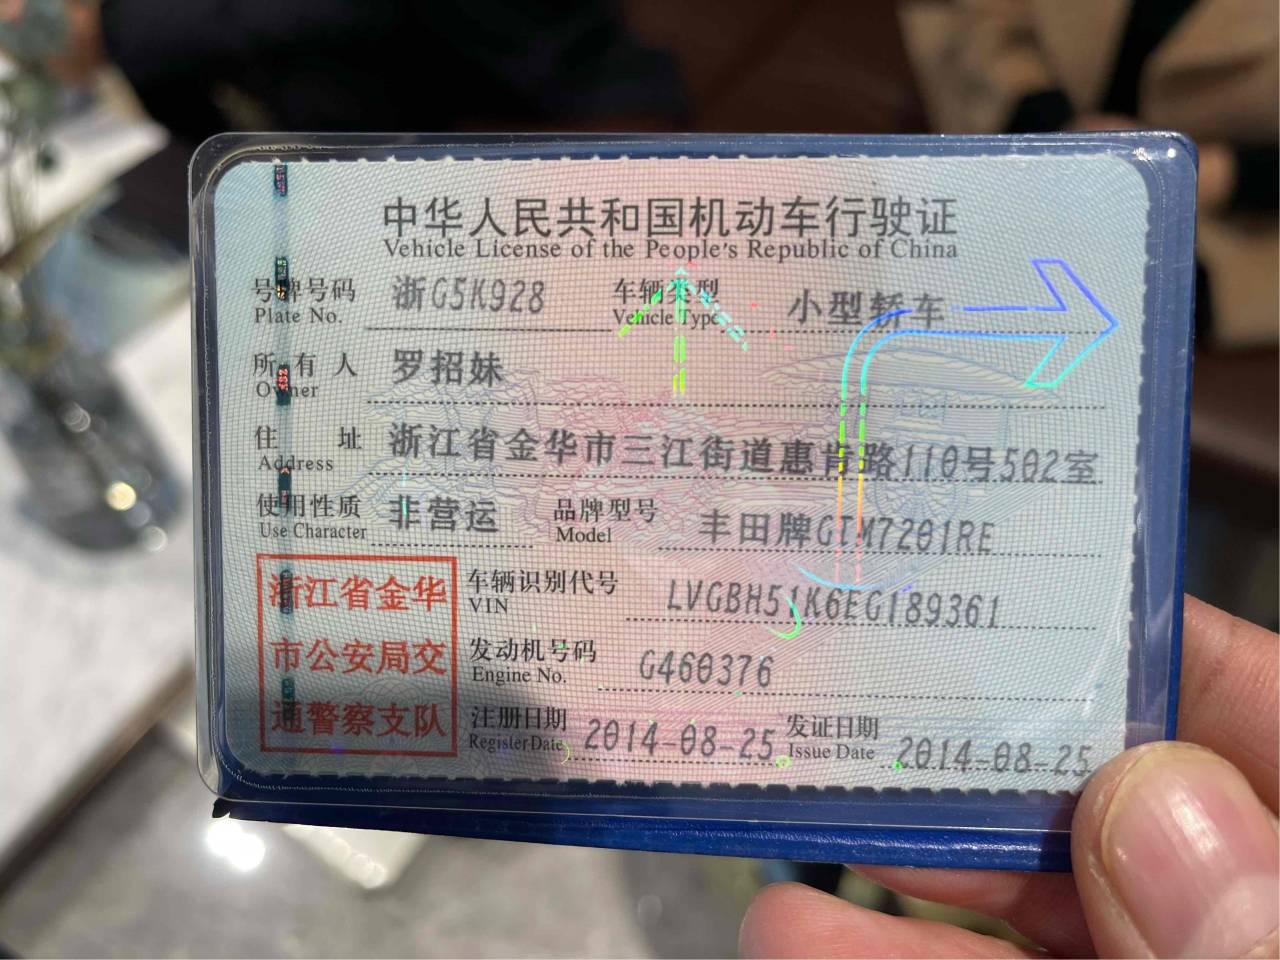 中华人民共和国机动车行驶证
Vehicle License of the People's Republic of China
号牌号码 浙G5K928 车辆类型 小型轿车
Plate No. Vehicle Type
所有人 罗招妹
Owner
住址 浙江省金华市三江街道惠肯路110号502室
Address
使用性质 非营运 品牌型号 丰田牌GTM7201RE
Use Character Model
浙江省金华
市公安局交
通警察支队
车辆识别代号 LVGBH51K6EG189361
VIN
发动机号码 G460376
Engine No.
注册日期 2014-08-25 发证日期 2014-08-25
Register Date Issue Date